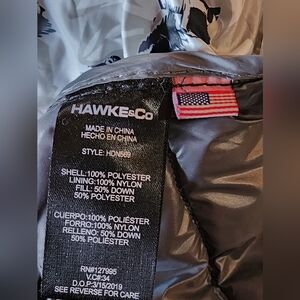 HAWKE&Co
MADE IN CHINA
HECHO EN CHINA
STYLE: HDN569
SHELL:100% POLYESTER
LINING:100% NYLON
FILL: 50% DOWN
50% POLYESTER
CUERPO:100% POLIÉSTER
FORRO:100% NYLON
RELLENO: 50% DOWN
50% POLIÉSTER
RN#127995
V.C#:34
D.O.P:3/15/2019
SEE REVERSE FOR CARE